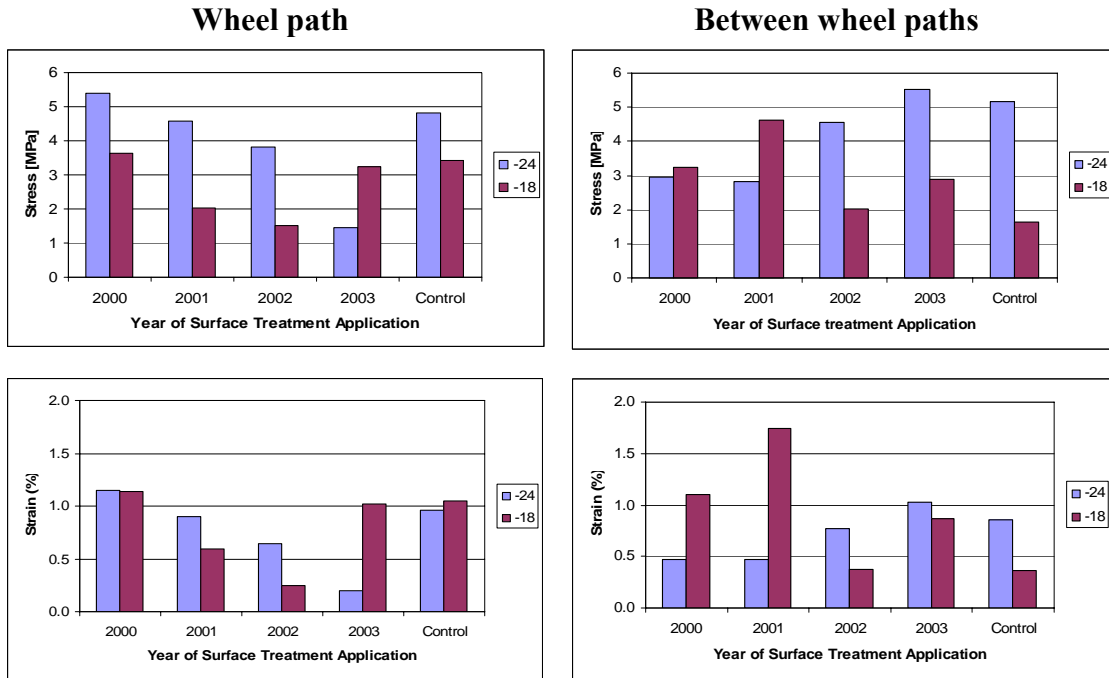 Wheel path
Between wheel paths
6
5
4
3
2
1
0
Stress [MPa]
2000 2001 2002 2003 Control
Year of Surface Treatment Application
-24
-18
6
5
4
3
2
1
0
Stress [MPa]
2000 2001 2002 2003 Control
Year of Surface treatment Application
-24
-18
2.0
1.5
1.0
0.5
0.0
Strain (%)
2000 2001 2002 2003 Control
Year of Surface Treatment Application
-24
-18
2.0
1.5
1.0
0.5
0.0
Strain (%)
2000 2001 2002 2003 Control
Year of Surface Treatment Application
-24
-18